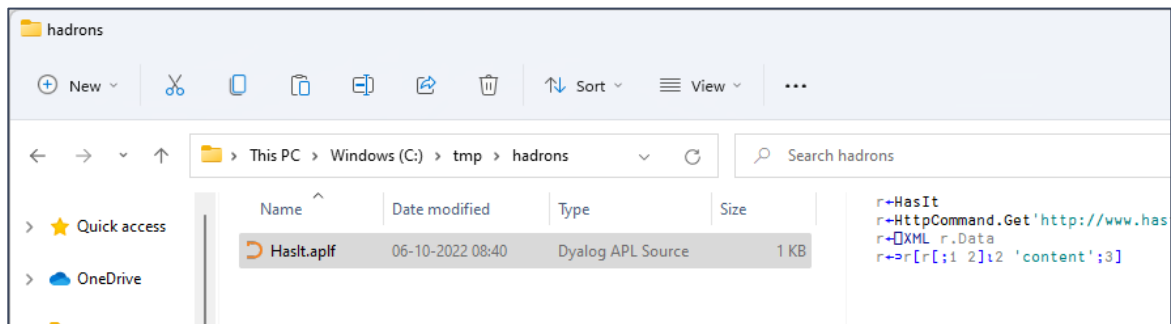 hadrons
New Sort View ...
This PC > Windows (C:) > tmp > hadrons Search hadrons
Quick access
OneDrive
Name Date modified Type Size
HasIt.aplf 06-10-2022 08:40 Dyalog APL Source 1 KB
r←HasIt
r←HttpCommand.Get'http://www.has
r←⎕XML r.Data
r←⊃r[r[;1 2]⍳2 'content';3]